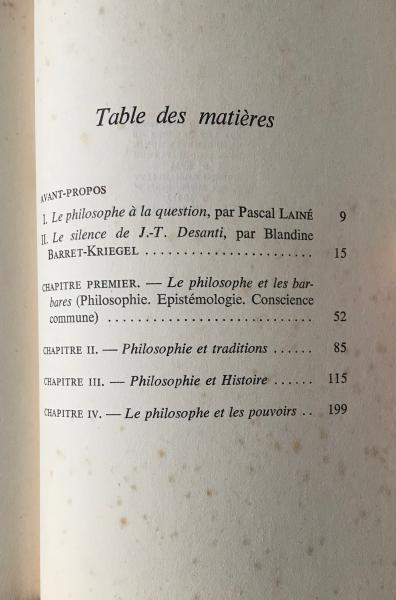 Table des matières
AVANT-PROPOS
I. Le philosophe à la question, par Pascal LAINÉ 9
II. Le silence de J.-T. Desanti, par Blandine
BARRET-KRIEGEL ........................ 15
CHAPITRE PREMIER. — Le philosophe et les bar-
bares (Philosophie. Epistémologie. Conscience
commune) ............................. 52
CHAPITRE II. — Philosophie et traditions ...... 85
CHAPITRE III. — Philosophie et Histoire ...... 115
CHAPITRE IV. — Le philosophe et les pouvoirs .. 199